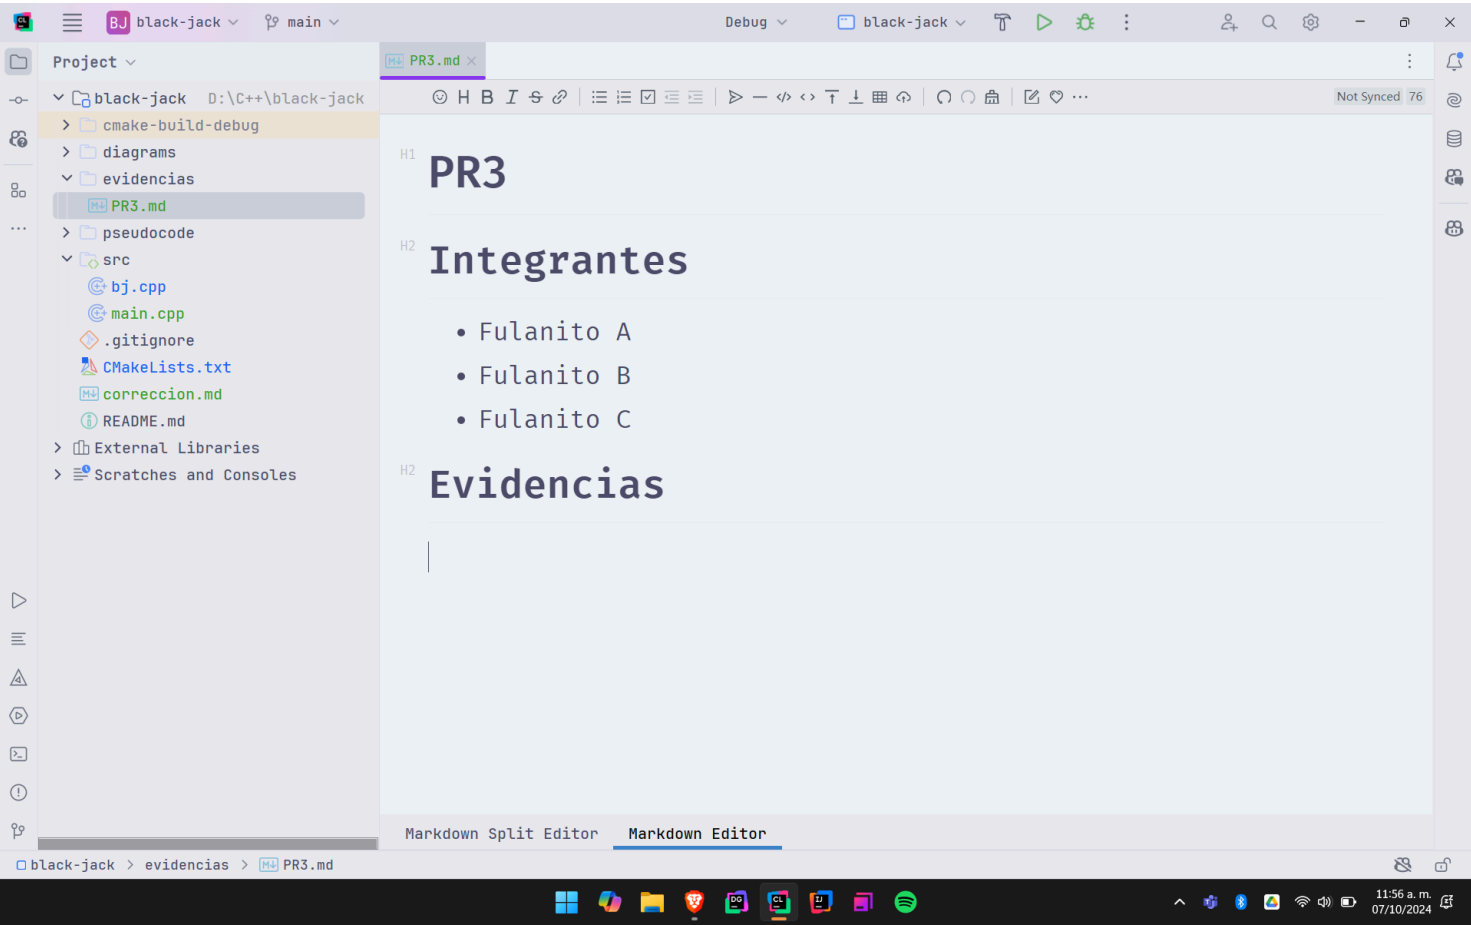 BJ black-jack main Debug black-jack
Project
PR3.md
black-jack D:\C++\black-jack
Not Synced 76
cmake-build-debug
diagrams
evidencias
PR3.md
pseudocode
src
bj.cpp
main.cpp
.gitignore
CMakeLists.txt
correccion.md
README.md
External Libraries
Scratches and Consoles
H1 PR3
H2 Integrantes
• Fulanito A
• Fulanito B
• Fulanito C
H2 Evidencias
Markdown Split Editor Markdown Editor
black-jack > evidencias > PR3.md
11:56 a. m.
07/10/2024